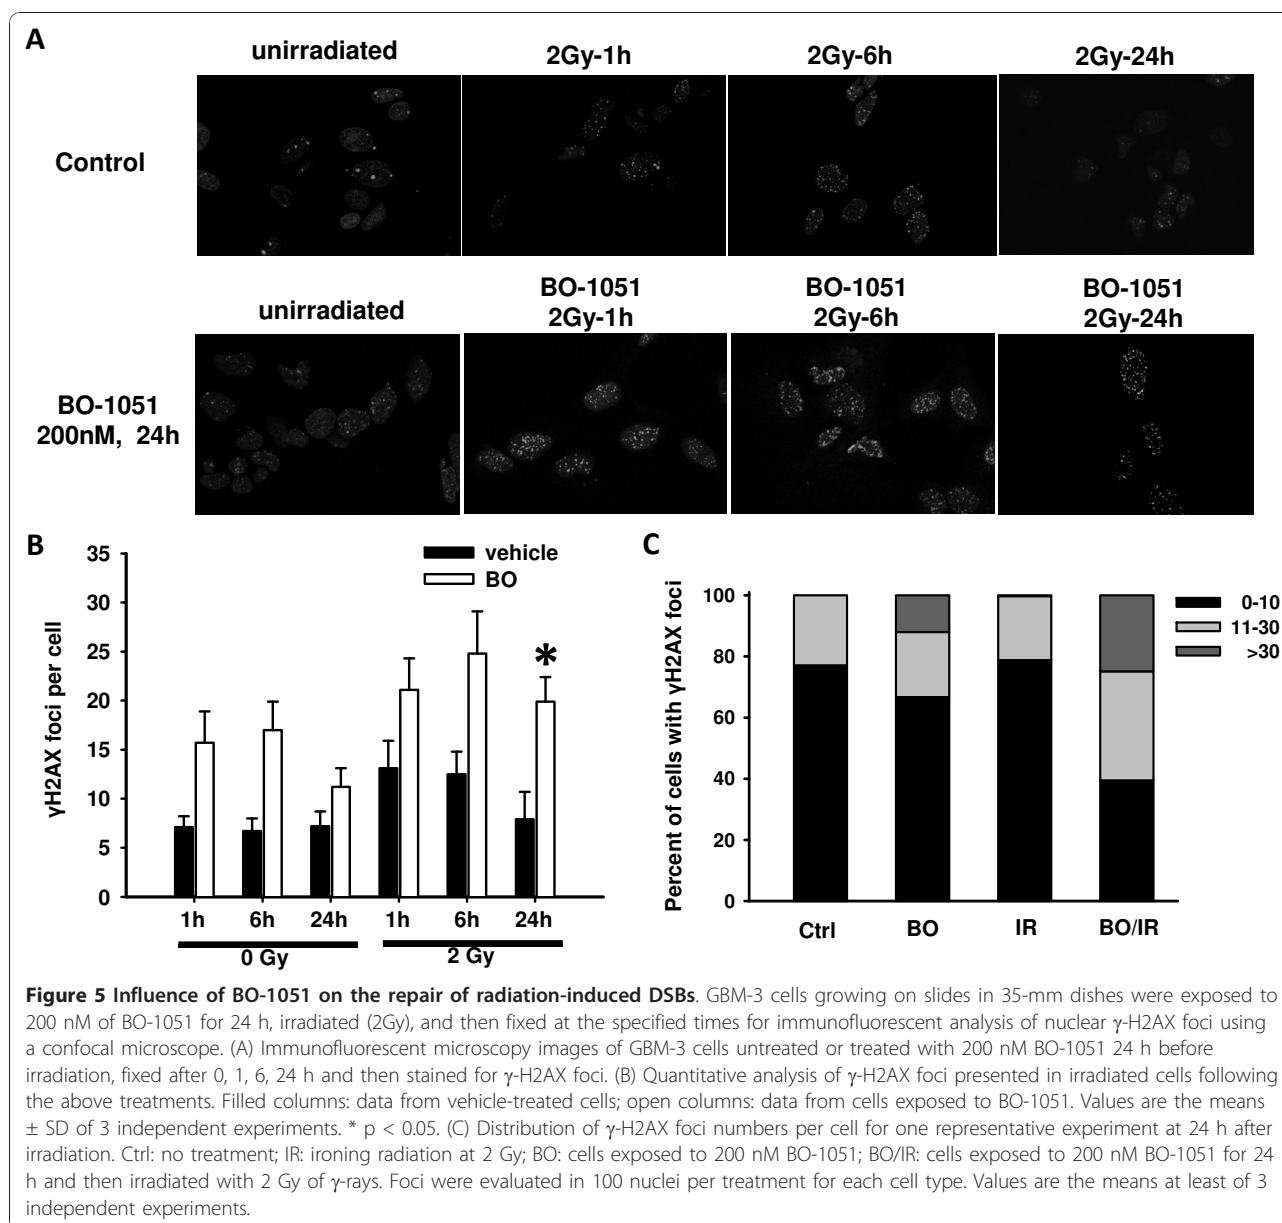 A
unirradiated
2Gy-1h
2Gy-6h
2Gy-24h
Control
unirradiated
BO-1051
2Gy-1h
BO-1051
2Gy-6h
BO-1051
2Gy-24h
BO-1051
200nM, 24h
B
35
30
25
20
15
10
5
0
γH2AX foci per cell
vehicle
BO
*
1h
6h
24h
1h
6h
24h
0 Gy
2 Gy
C
100
80
60
40
20
0
Percent of cells with γH2AX foci
0-10
11-30
>30
Ctrl
BO
IR
BO/IR
Figure 5 Influence of BO-1051 on the repair of radiation-induced DSBs. GBM-3 cells growing on slides in 35-mm dishes were exposed to
200 nM of BO-1051 for 24 h, irradiated (2Gy), and then fixed at the specified times for immunofluorescent analysis of nuclear γ-H2AX foci using
a confocal microscope. (A) Immunofluorescent microscopy images of GBM-3 cells untreated or treated with 200 nM BO-1051 24 h before
irradiation, fixed after 0, 1, 6, 24 h and then stained for γ-H2AX foci. (B) Quantitative analysis of γ-H2AX foci presented in irradiated cells following
the above treatments. Filled columns: data from vehicle-treated cells; open columns: data from cells exposed to BO-1051. Values are the means
± SD of 3 independent experiments. * p < 0.05. (C) Distribution of γ-H2AX foci numbers per cell for one representative experiment at 24 h after
irradiation. Ctrl: no treatment; IR: ironing radiation at 2 Gy; BO: cells exposed to 200 nM BO-1051; BO/IR: cells exposed to 200 nM BO-1051 for 24
h and then irradiated with 2 Gy of γ-rays. Foci were evaluated in 100 nuclei per treatment for each cell type. Values are the means at least of 3
independent experiments.